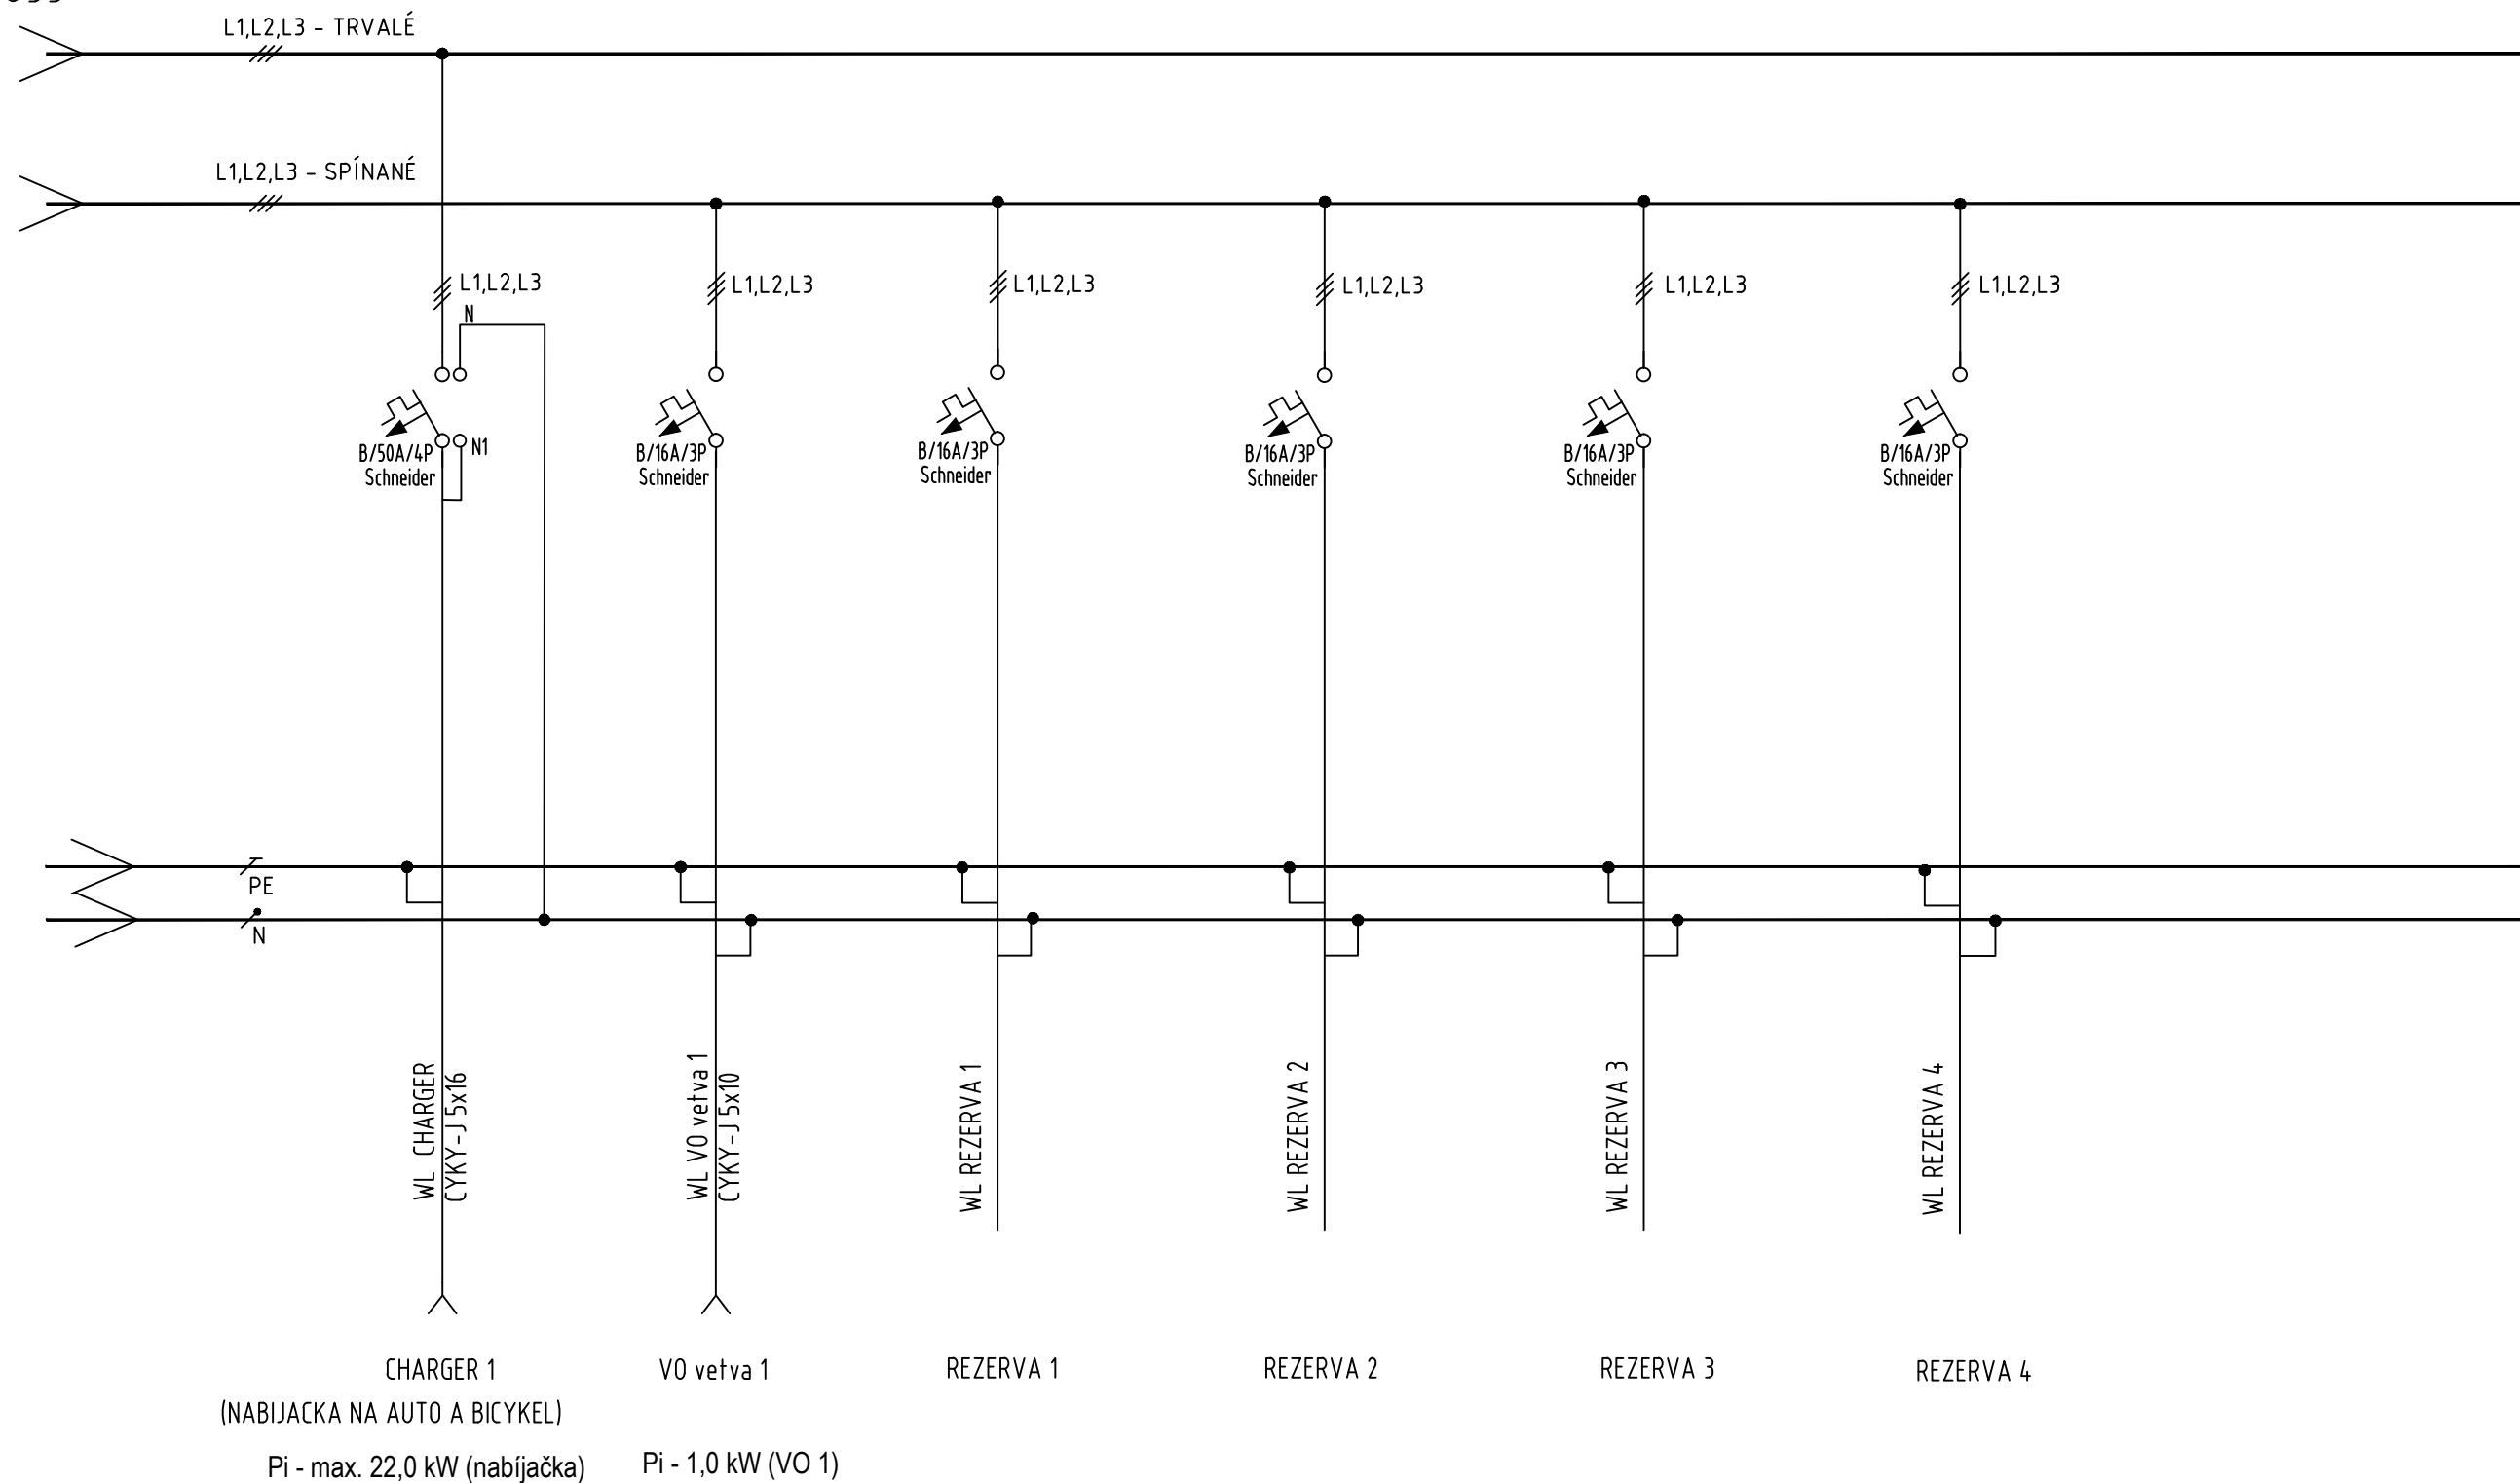 L1,L2,L3 - TRVALÉ
L1,L2,L3 - SPÍNANÉ
L1,L2,L3
L1,L2,L3
L1,L2,L3
L1,L2,L3
L1,L2,L3
L1,L2,L3
N
N1
B/50A/4P
Schneider
B/16A/3P
Schneider
B/16A/3P
Schneider
B/16A/3P
Schneider
B/16A/3P
Schneider
B/16A/3P
Schneider
PE
N
WL CHARGER
CYKY-J 5x16
WL VO vetva 1
CYKY-J 5x10
WL REZERVA 1
WL REZERVA 2
WL REZERVA 3
WL REZERVA 4
CHARGER 1
(NABIJACKA NA AUTO A BICYKEL)
Pi - max. 22,0 kW (nabíjačka)
VO vetva 1
Pi - 1,0 kW (VO 1)
REZERVA 1
REZERVA 2
REZERVA 3
REZERVA 4